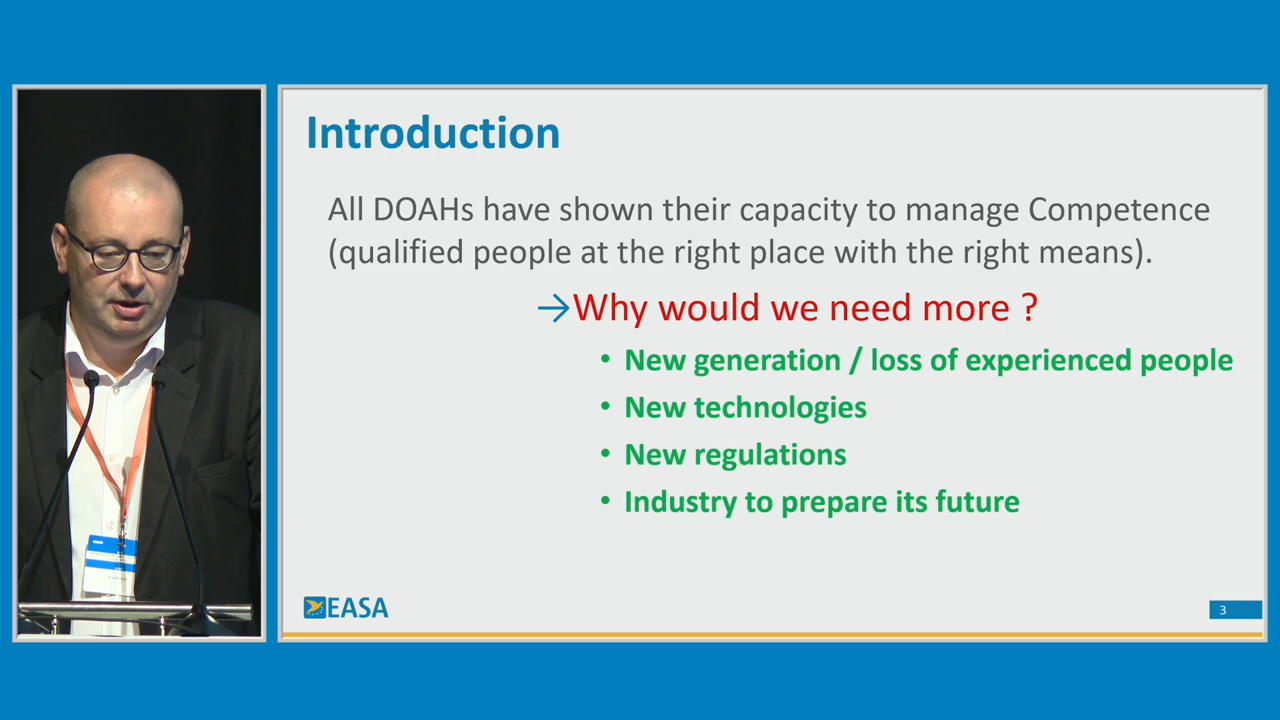 Introduction
All DOAHs have shown their capacity to manage Competence
(qualified people at the right place with the right means).
→Why would we need more ?
• New generation / loss of experienced people
• New technologies
• New regulations
• Industry to prepare its future
EASA
3